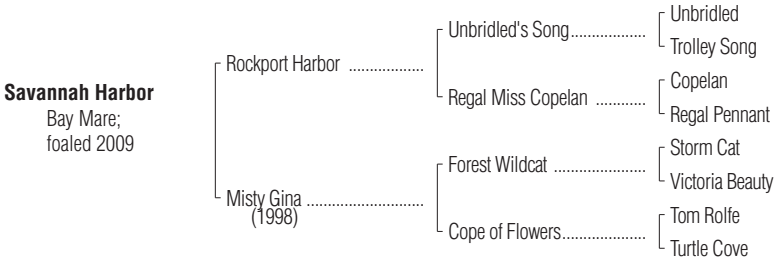 Unbridled
Unbridled's Song..................
Trolley Song
Rockport Harbor ..................
Copelan
Regal Miss Copelan ............
Regal Pennant
Savannah Harbor
Bay Mare;
foaled 2009
Storm Cat
Forest Wildcat ......................
Victoria Beauty
Misty Gina ............................
(1998)
Tom Rolfe
Cope of Flowers....................
Turtle Cove